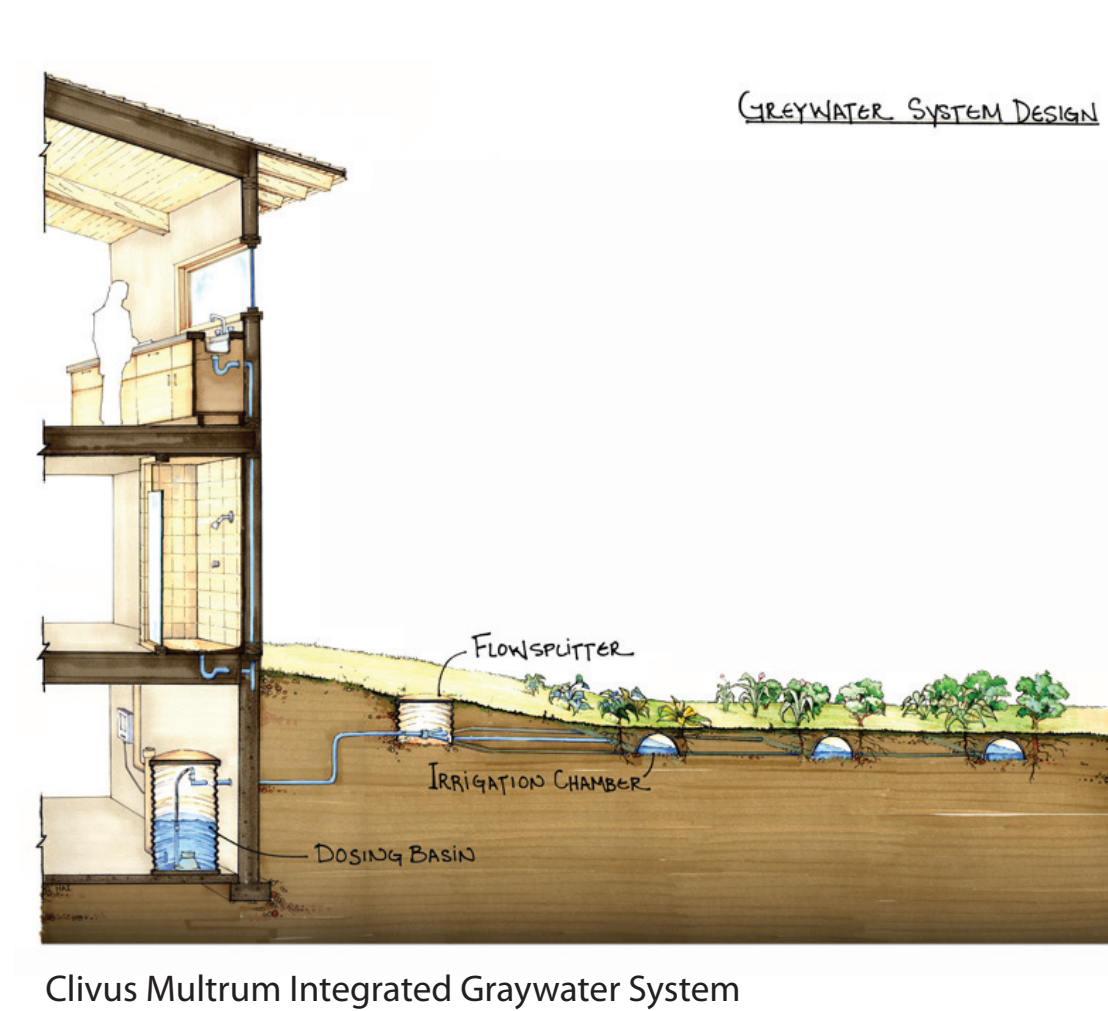 GREYWATER SYSTEM DESIGN
FLOWSPLITTER
IRRIGATION CHAMBER
DOSING BASIN
Clivus Multrum Integrated Graywater System